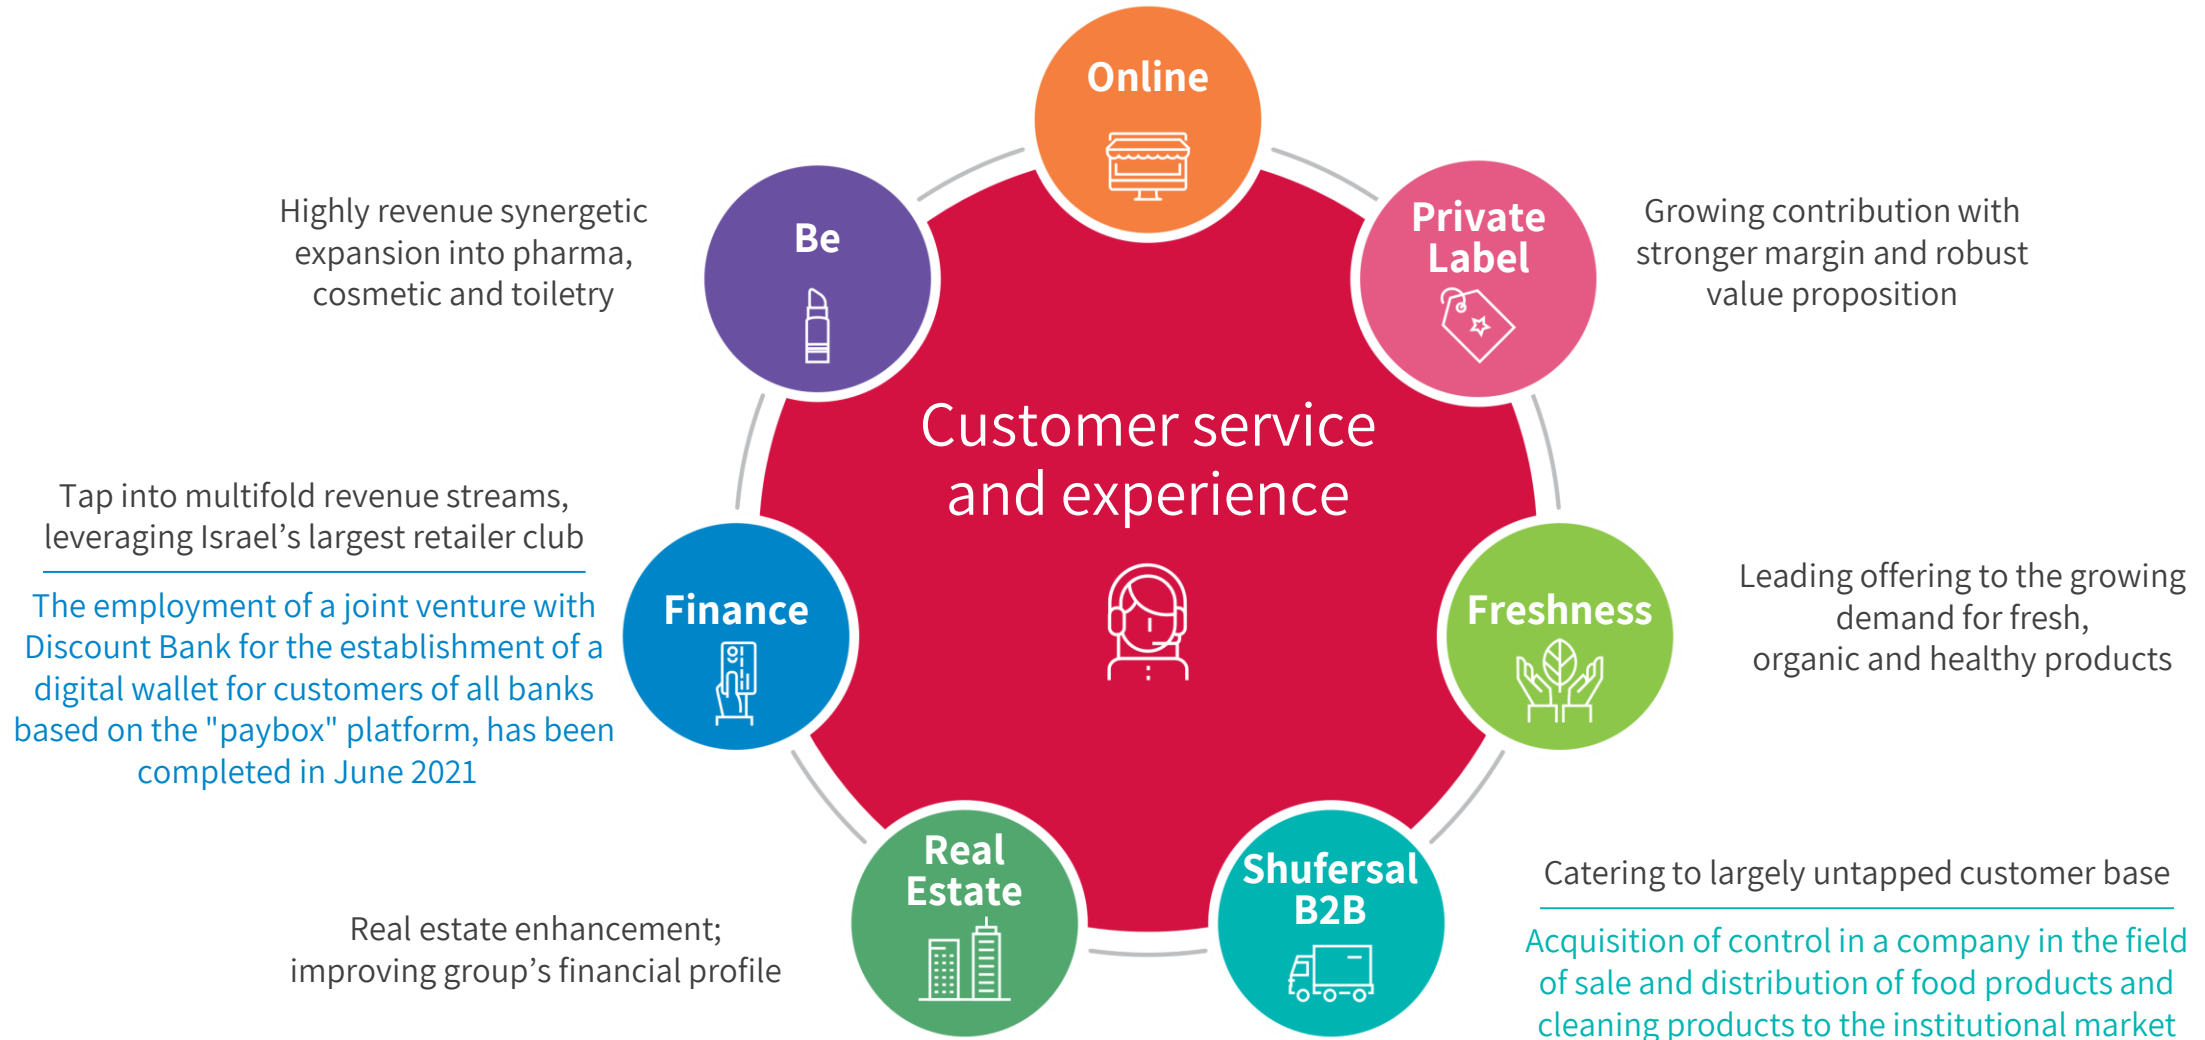 Online
Private
Label
Growing contribution with
stronger margin and robust
value proposition
Highly revenue synergetic
expansion into pharma,
cosmetic and toiletry
Be
Customer service
and experience
Tap into multifold revenue streams,
leveraging Israel's largest retailer club
The employment of a joint venture with
Discount Bank for the establishment of a
digital wallet for customers of all banks
based on the "paybox" platform, has been
completed in June 2021
Finance
Freshness
Leading offering to the growing
demand for fresh,
organic and healthy products
Real
Estate
Real estate enhancement;
improving group's financial profile
Shufersal
B2B
Catering to largely untapped customer base
Acquisition of control in a company in the field
of sale and distribution of food products and
cleaning products to the institutional market